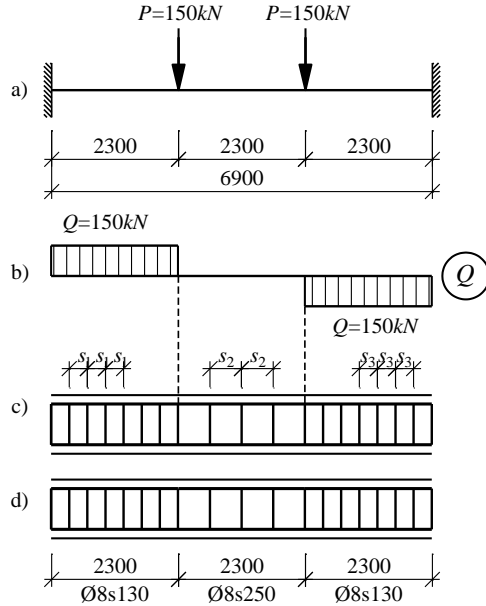 P=150kN P=150kN
a)
2300 2300 2300
6900
Q=150kN
b) Q
Q=150kN
s1 s1 s1 s2 s2 s3 s3 s3
c)
d)
2300 2300 2300
Ø8s130 Ø8s250 Ø8s130